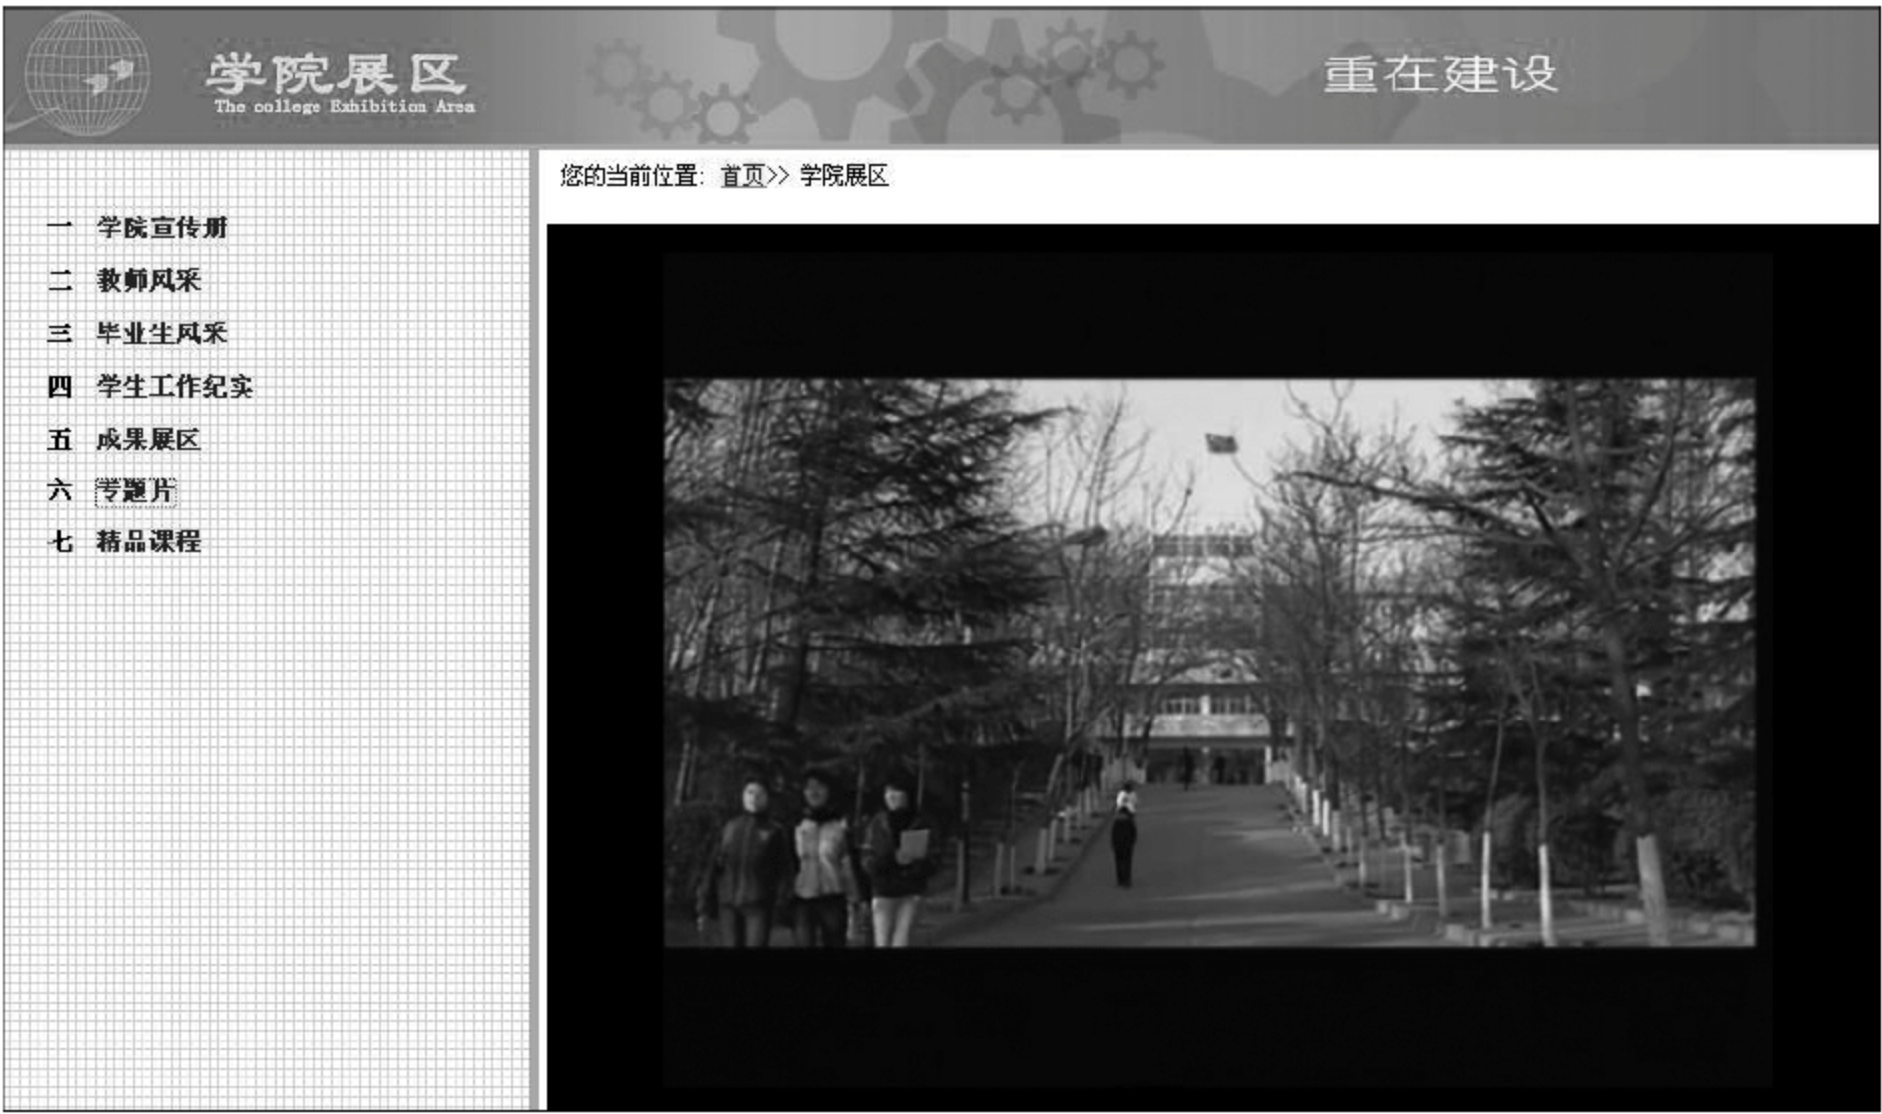 学院展区
The college Exhibition Area
重在建设
您的当前位置: 首页>> 学院展区
一 学院宣传册
二 教师风采
三 毕业生风采
四 学生工作纪实
五 成果展区
六 专题片
七 精品课程